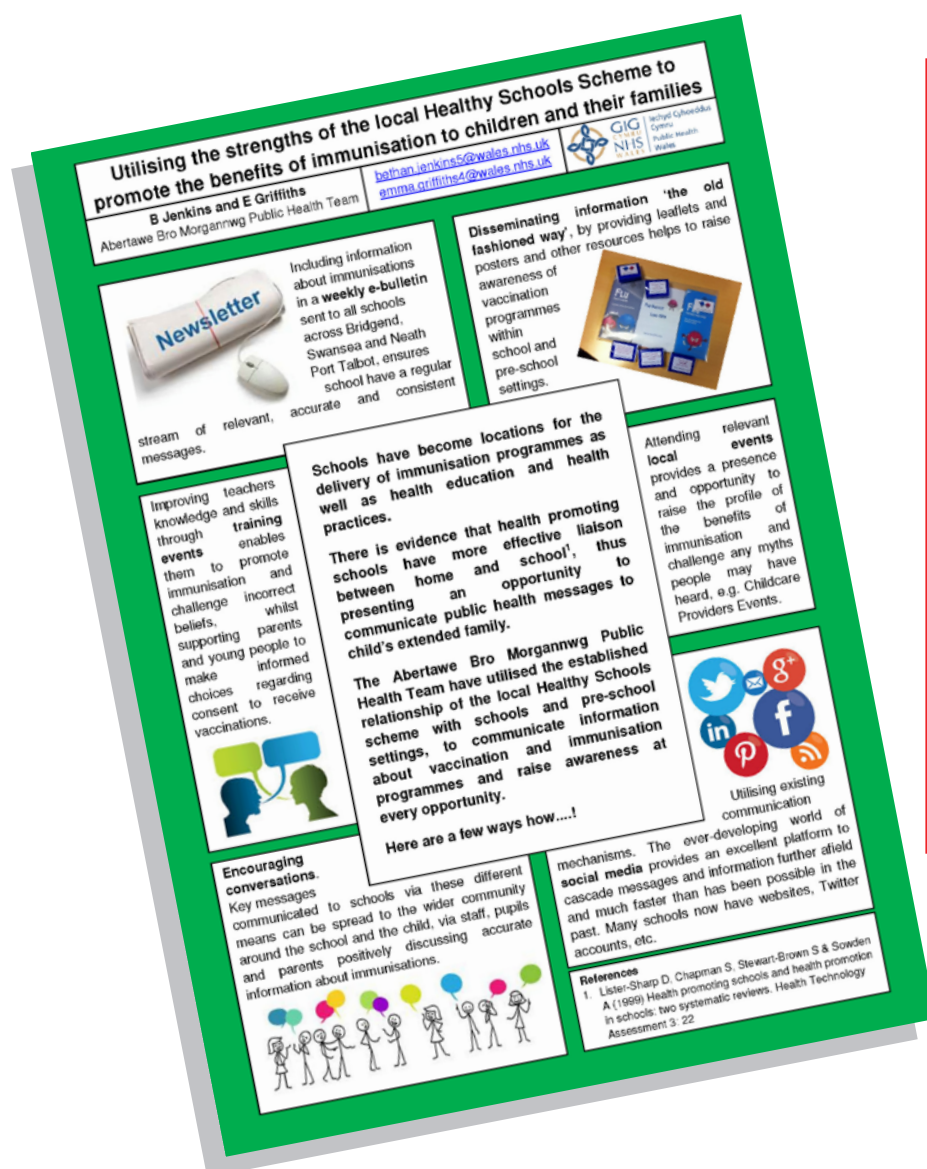 Utilising the strengths of the local Healthy Schools Scheme to
promote the benefits of immunisation to children and their families
B Jenkins and E Griffiths
Abertawe Bro Morgannwg Public Health Team
bethan.jenkins5@wales.nhs.uk
emma.griffiths4@wales.nhs.uk
GIG
CYMRU
NHS
WALES
Iechyd Cyhoeddus
Cymru
Public Health
Wales
Newsletter
Including information
about immunisations
in a weekly e-bulletin
sent to all schools
across Bridgend,
Swansea and Neath
Port Talbot, ensures
school have a regular
stream of relevant, accurate and consistent
messages.
Disseminating information 'the old
fashioned way', by providing leaflets and
posters and other resources helps to raise
awareness of
vaccination
programmes
within
school and
pre-school
settings.
FLU
Schools have become locations for the
delivery of immunisation programmes as
well as health education and health
practices.
There is evidence that health promoting
schools have more effective liaison
between home and school1, thus
presenting an opportunity to
communicate public health messages to
child's extended family.
The Abertawe Bro Morgannwg Public
Health Team have utilised the established
relationship of the local Healthy Schools
scheme with schools and pre-school
settings, to communicate information
about vaccination and immunisation
programmes and raise awareness at
every opportunity.
Here are a few ways how....!
Improving teachers
knowledge and skills
through training
events enables
them to promote
immunisation and
challenge incorrect
beliefs, whilst
supporting parents
and young people to
make informed
choices regarding
consent to receive
vaccinations.
Attending relevant
local events
provides a presence
and opportunity to
raise the profile of
the benefits of
immunisation and
challenge any myths
people may have
heard, e.g. Childcare
Providers Events.
g+
in
f
Utilising existing
communication
mechanisms. The ever-developing world of
social media provides an excellent platform to
cascade messages and information further afield
and much faster than has been possible in the
past. Many schools now have websites, Twitter
accounts, etc.
Encouraging
conversations.
Key messages
communicated to schools via these different
means can be spread to the wider community
around the school and the child, via staff, pupils
and parents positively discussing accurate
information about immunisations.
References
1. Lister-Sharp D, Chapman S, Stewart-Brown S & Sowden
A (1999) Health promoting schools and health promotion
in schools: two systematic reviews. Health Technology
Assessment 3: 22